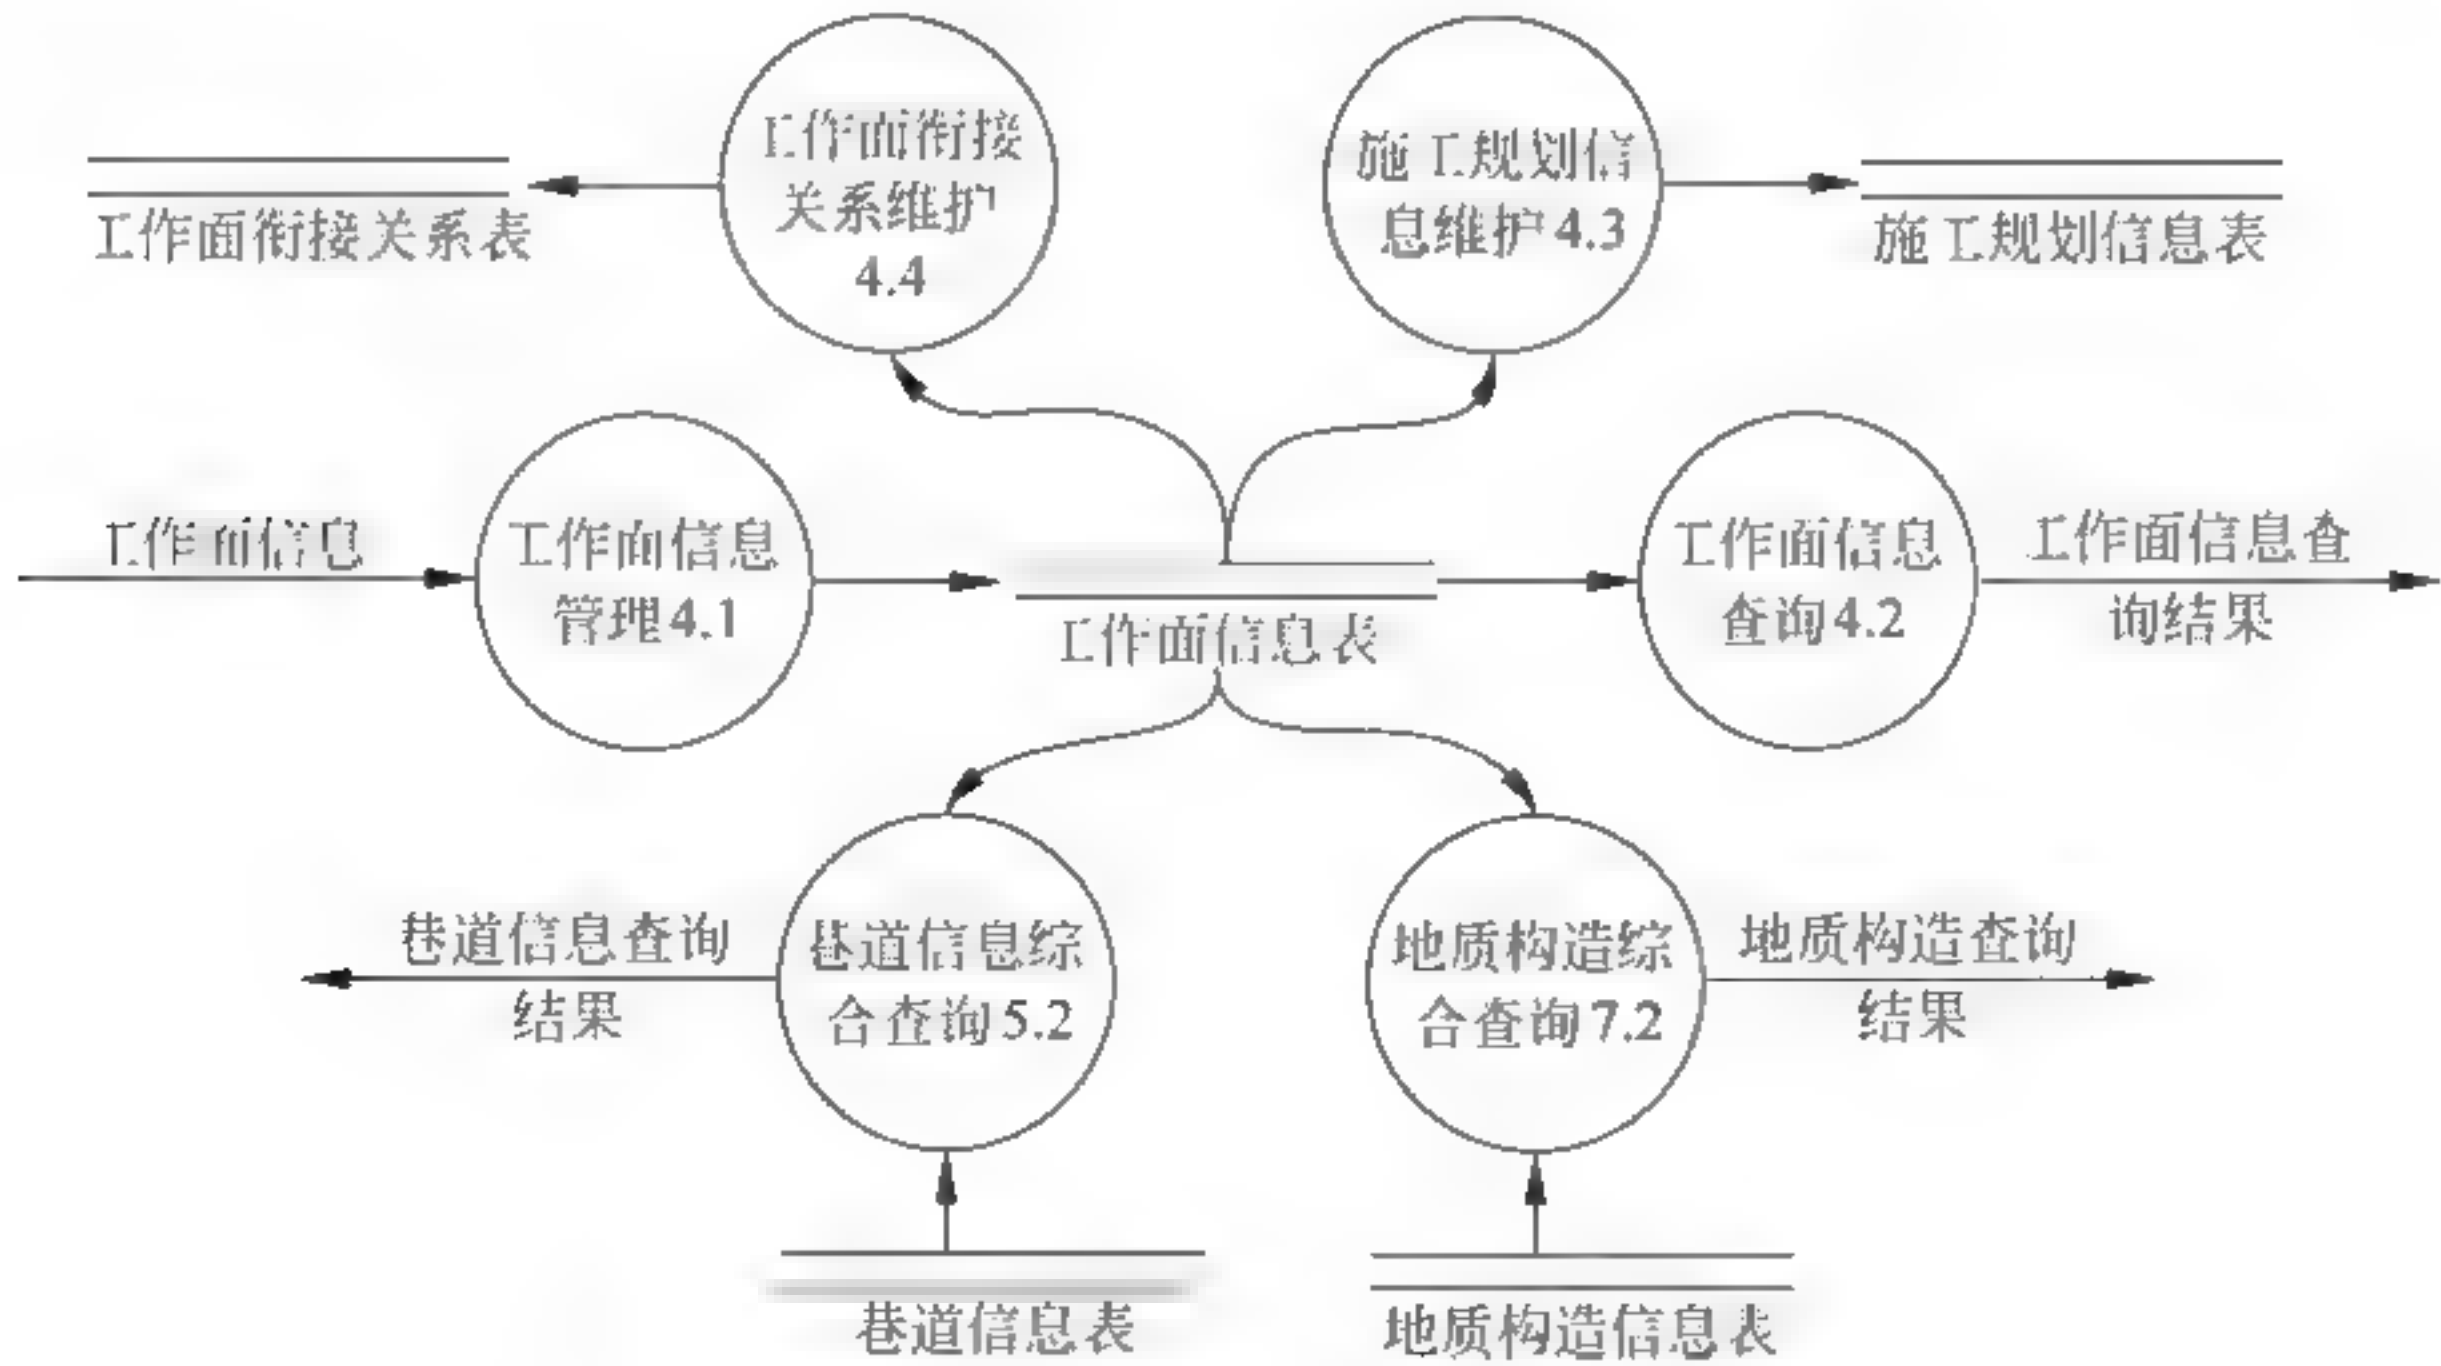 工作面衔接
关系维护
4.4
施工规划信
息维护4.3
工作面衔接关系表
施工规划信息表
工作面信息
工作面信息
管理4.1
工作面信息表
工作面信息
查询4.2
工作面信息查
询结果
巷道信息查询
结果
巷道信息综
合查询5.2
地质构造综
合查询7.2
地质构造查询
结果
巷道信息表
地质构造信息表